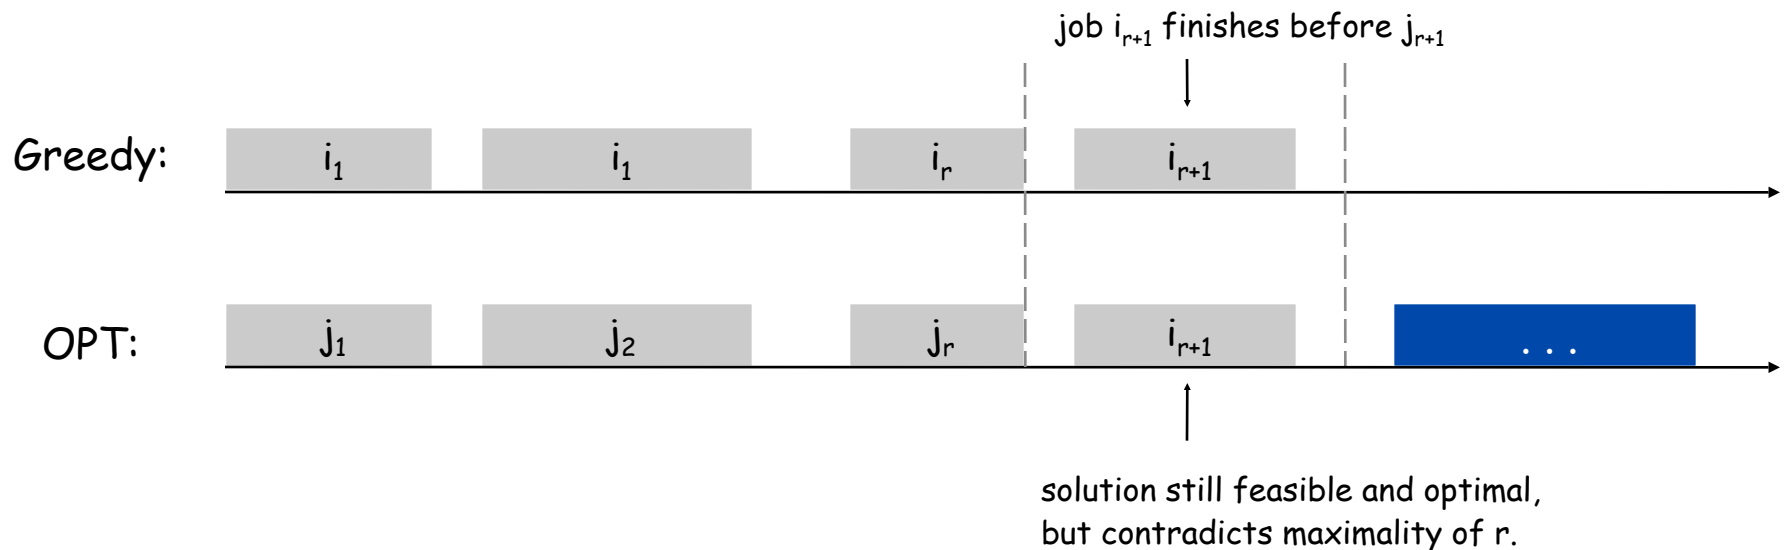 job i_{r+1} finishes before j_{r+1}
Greedy: i_1 i_1 i_r i_{r+1}
OPT: j_1 j_2 j_r i_{r+1} . . .
solution still feasible and optimal,
but contradicts maximality of r.